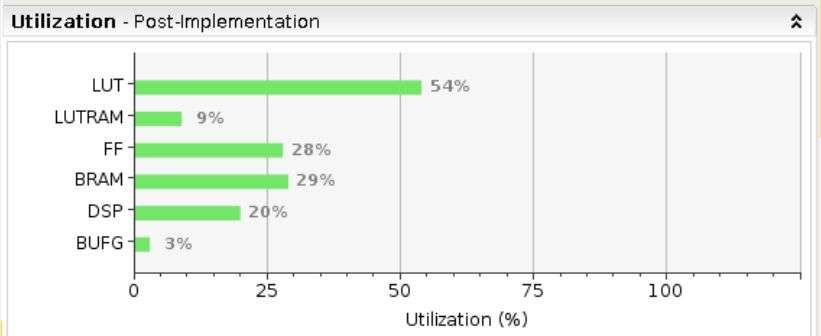 Utilization - Post-Implementation
LUT 54%
LUTRAM 9%
FF 28%
BRAM 29%
DSP 20%
BUFG 3%
0 25 50 75 100
Utilization (%)